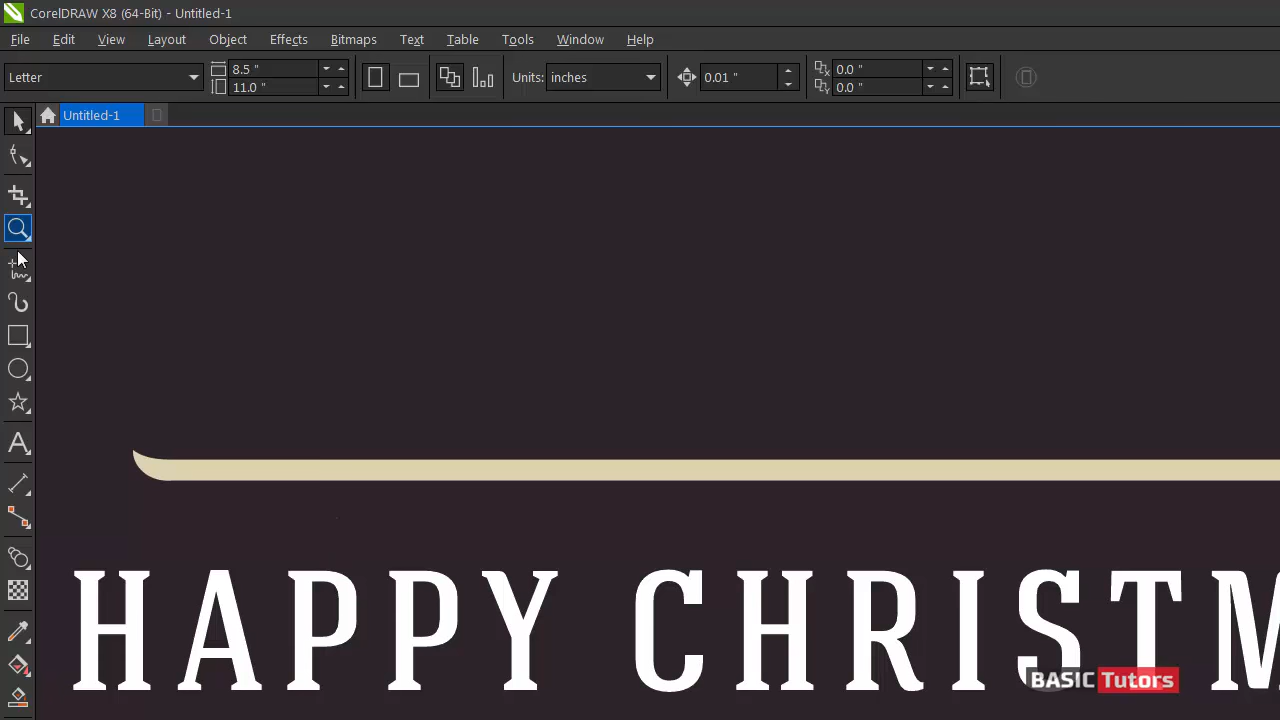 CorelDRAW X8 (64-Bit) - Untitled-1
File Edit View Layout Object Effects Bitmaps Text Table Tools Window Help
Letter 8.5 " 11.0 " Units: inches 0.01 " 0.0 " 0.0 "
Untitled-1
HAPPY CHRISTM
BASIC Tutors